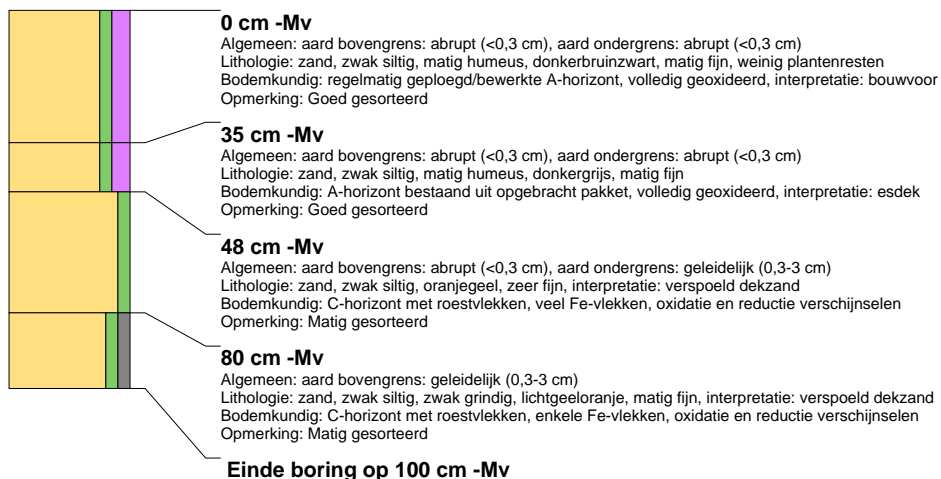 0 cm -Mv
Algemeen: aard bovengrens: abrupt (<0,3 cm), aard ondergrens: abrupt (<0,3 cm)
Lithologie: zand, zwak siltig, matig humeus, donkerbruinzwart, matig fijn, weinig plantenresten
Bodemkundig: regelmatig geploegd/bewerkte A-horizont, volledig geoxideerd, interpretatie: bouwvoor
Opmerking: Goed gesorteerd
35 cm -Mv
Algemeen: aard bovengrens: abrupt (<0,3 cm), aard ondergrens: abrupt (<0,3 cm)
Lithologie: zand, zwak siltig, matig humeus, donkergrijs, matig fijn
Bodemkundig: A-horizont bestaand uit opgebracht pakket, volledig geoxideerd, interpretatie: esdek
Opmerking: Goed gesorteerd
48 cm -Mv
Algemeen: aard bovengrens: abrupt (<0,3 cm), aard ondergrens: geleidelijk (0,3-3 cm)
Lithologie: zand, zwak siltig, oranjegeel, zeer fijn, interpretatie: verspoeld dekzand
Bodemkundig: C-horizont met roestvlekken, veel Fe-vlekken, oxidatie en reductie verschijnselen
Opmerking: Matig gesorteerd
80 cm -Mv
Algemeen: aard bovengrens: geleidelijk (0,3-3 cm)
Lithologie: zand, zwak siltig, zwak grindig, lichtgeeloranje, matig fijn, interpretatie: verspoeld dekzand
Bodemkundig: C-horizont met roestvlekken, enkele Fe-vlekken, oxidatie en reductie verschijnselen
Opmerking: Matig gesorteerd
Einde boring op 100 cm -Mv